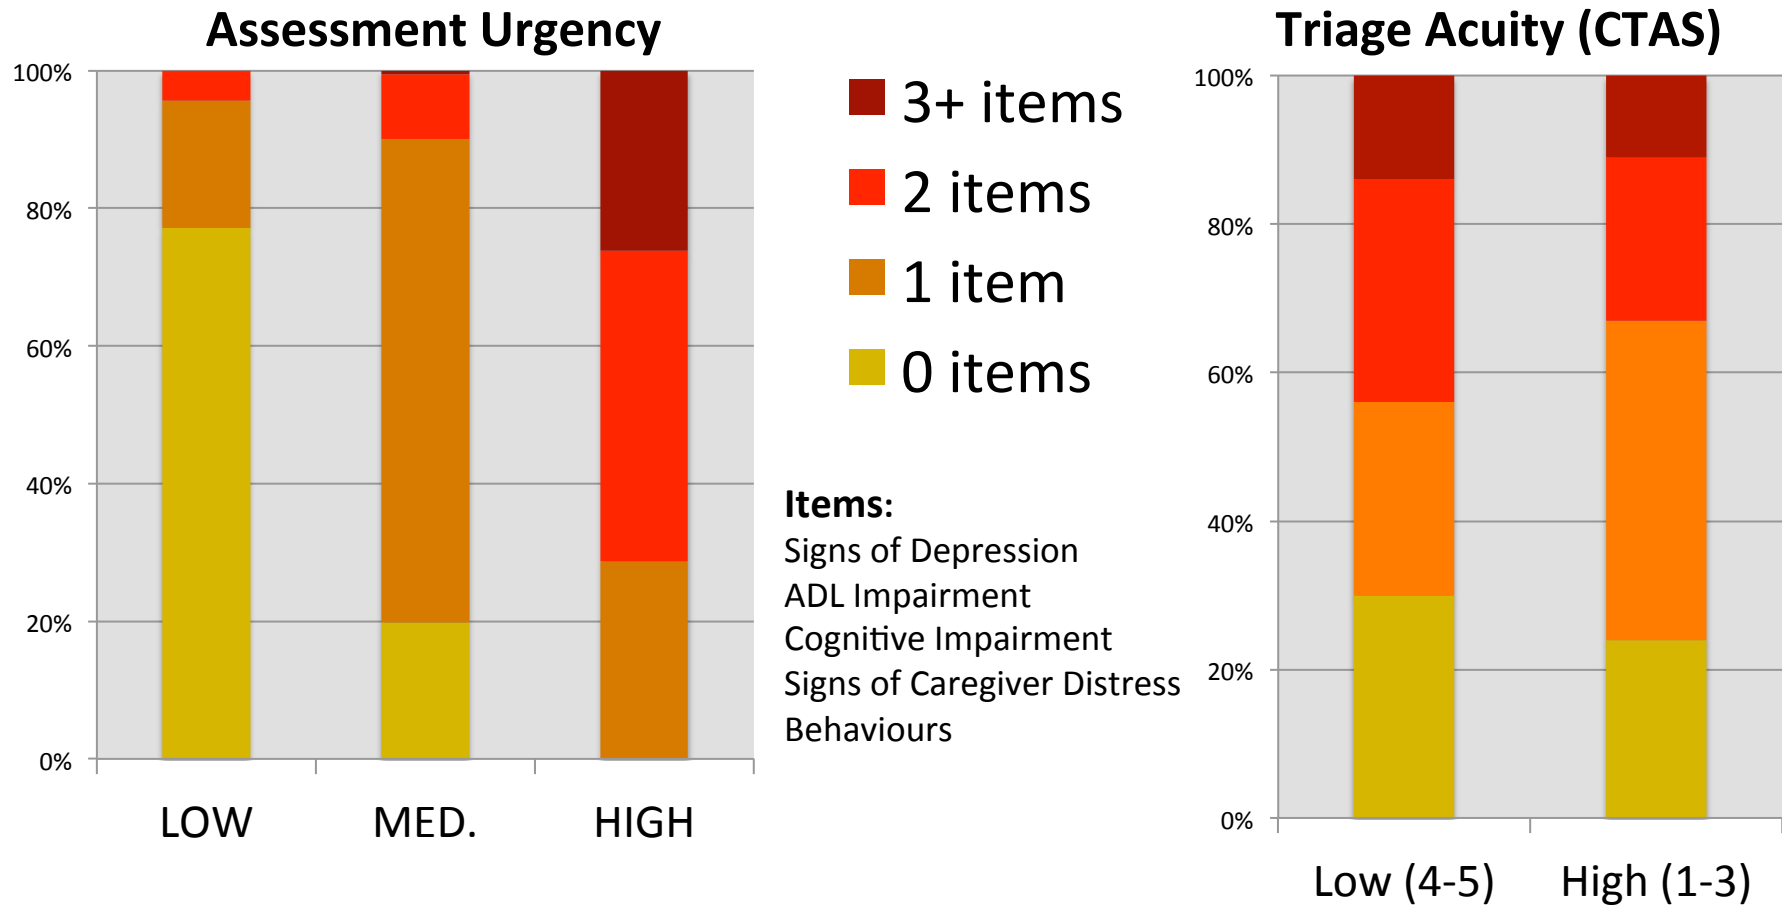 Assessment Urgency
100%
80%
60%
40%
20%
0%
LOW
MED.
HIGH
3+ items
2 items
1 item
0 items
Items:
Signs of Depression
ADL Impairment
Cognitive Impairment
Signs of Caregiver Distress
Behaviours
Triage Acuity (CTAS)
100%
80%
60%
40%
20%
0%
Low (4-5)
High (1-3)